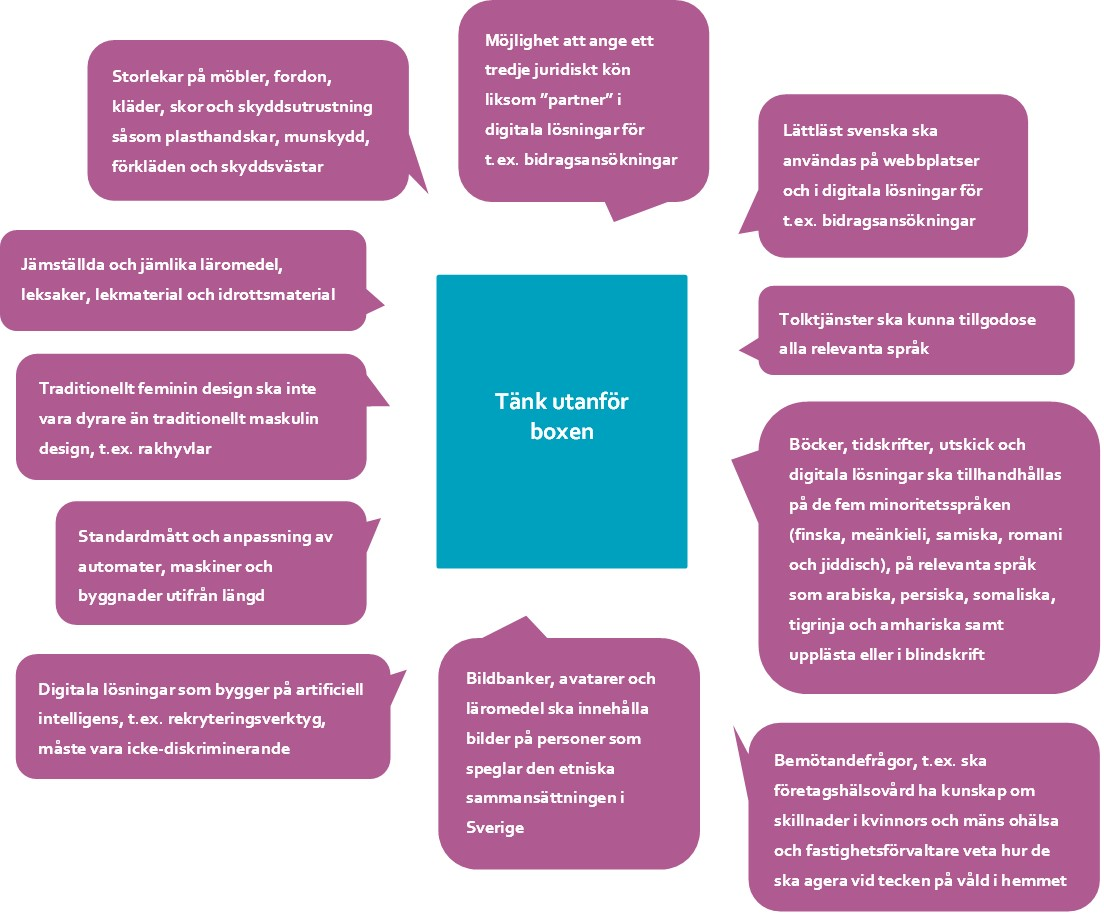 Möjlighet att ange ett
tredje juridiskt kön
liksom ”partner” i
digitala lösningar för
t.ex. bidragsansökningar
Storlekar på möbler, fordon,
kläder, skor och skyddsutrustning
såsom plasthandskar, munskydd,
förkläden och skyddsvästar
Lättläst svenska ska
användas på webbplatser
och i digitala lösningar för
t.ex. bidragsansökningar
Jämställda och jämlika läromedel,
leksaker, lekmaterial och idrottsmaterial
Tolktjänster ska kunna tillgodose
alla relevanta språk
Traditionellt feminin design ska inte
vara dyrare än traditionellt maskulin
design, t.ex. rakhyvlar
Tänk utanför
boxen
Böcker, tidskrifter, utskick och
digitala lösningar ska tillhandhållas
på de fem minoritetsspråken
(finska, meänkieli, samiska, romani
och jiddisch), på relevanta språk
som arabiska, persiska, somaliska,
tigrinja och amhariska samt
upplästa eller i blindskrift
Standardmått och anpassning av
automater, maskiner och
byggnader utifrån längd
Digitala lösningar som bygger på artificiell
intelligens, t.ex. rekryteringsverktyg,
måste vara icke-diskriminerande
Bildbanker, avatarer och
läromedel ska innehålla
bilder på personer som
speglar den etniska
sammansättningen i
Sverige
Bemötandefrågor, t.ex. ska
företagshälsovård ha kunskap om
skillnader i kvinnors och mäns ohälsa
och fastighetsförvaltare veta hur de
ska agera vid tecken på våld i hemmet